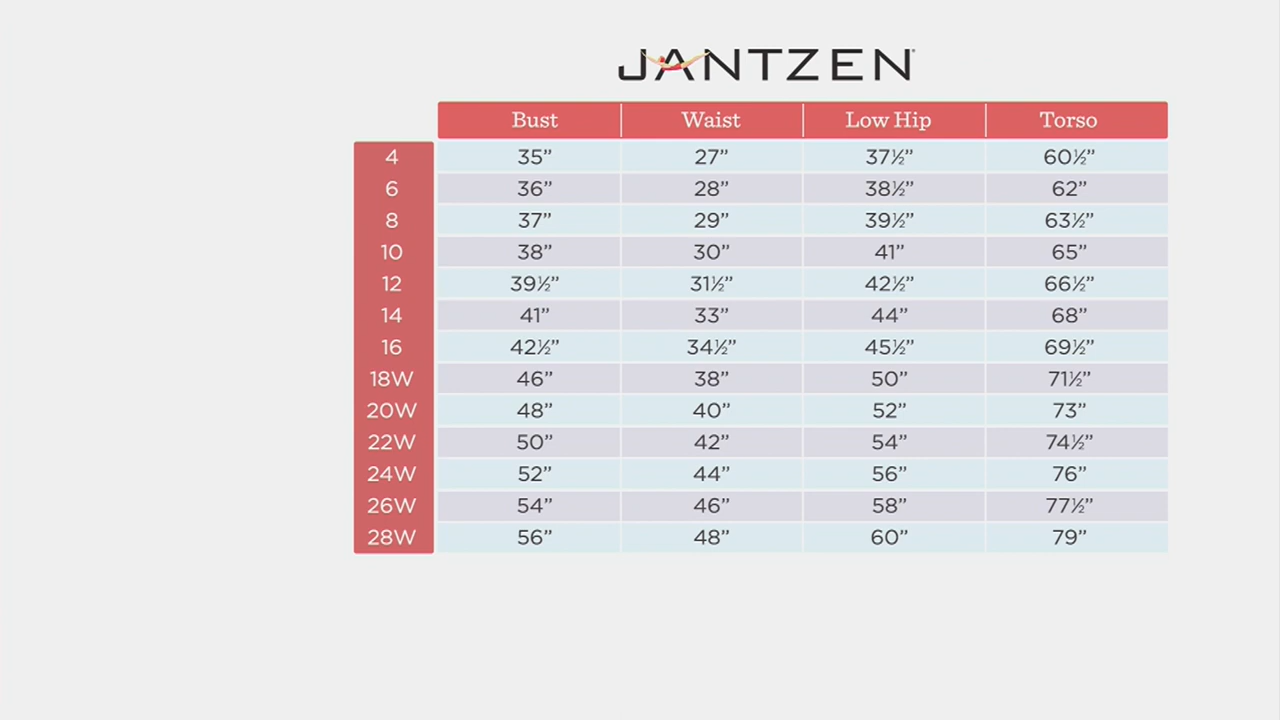 JANTZEN
Bust Waist Low Hip Torso
4 35” 27” 37½” 60½”
6 36” 28” 38½” 62”
8 37” 29” 39½” 63½”
10 38” 30” 41” 65”
12 39½” 31½” 42½” 66½”
14 41” 33” 44” 68”
16 42½” 34½” 45½” 69½”
18W 46” 38” 50” 71½”
20W 48” 40” 52” 73”
22W 50” 42” 54” 74½”
24W 52” 44” 56” 76”
26W 54” 46” 58” 77½”
28W 56” 48” 60” 79”